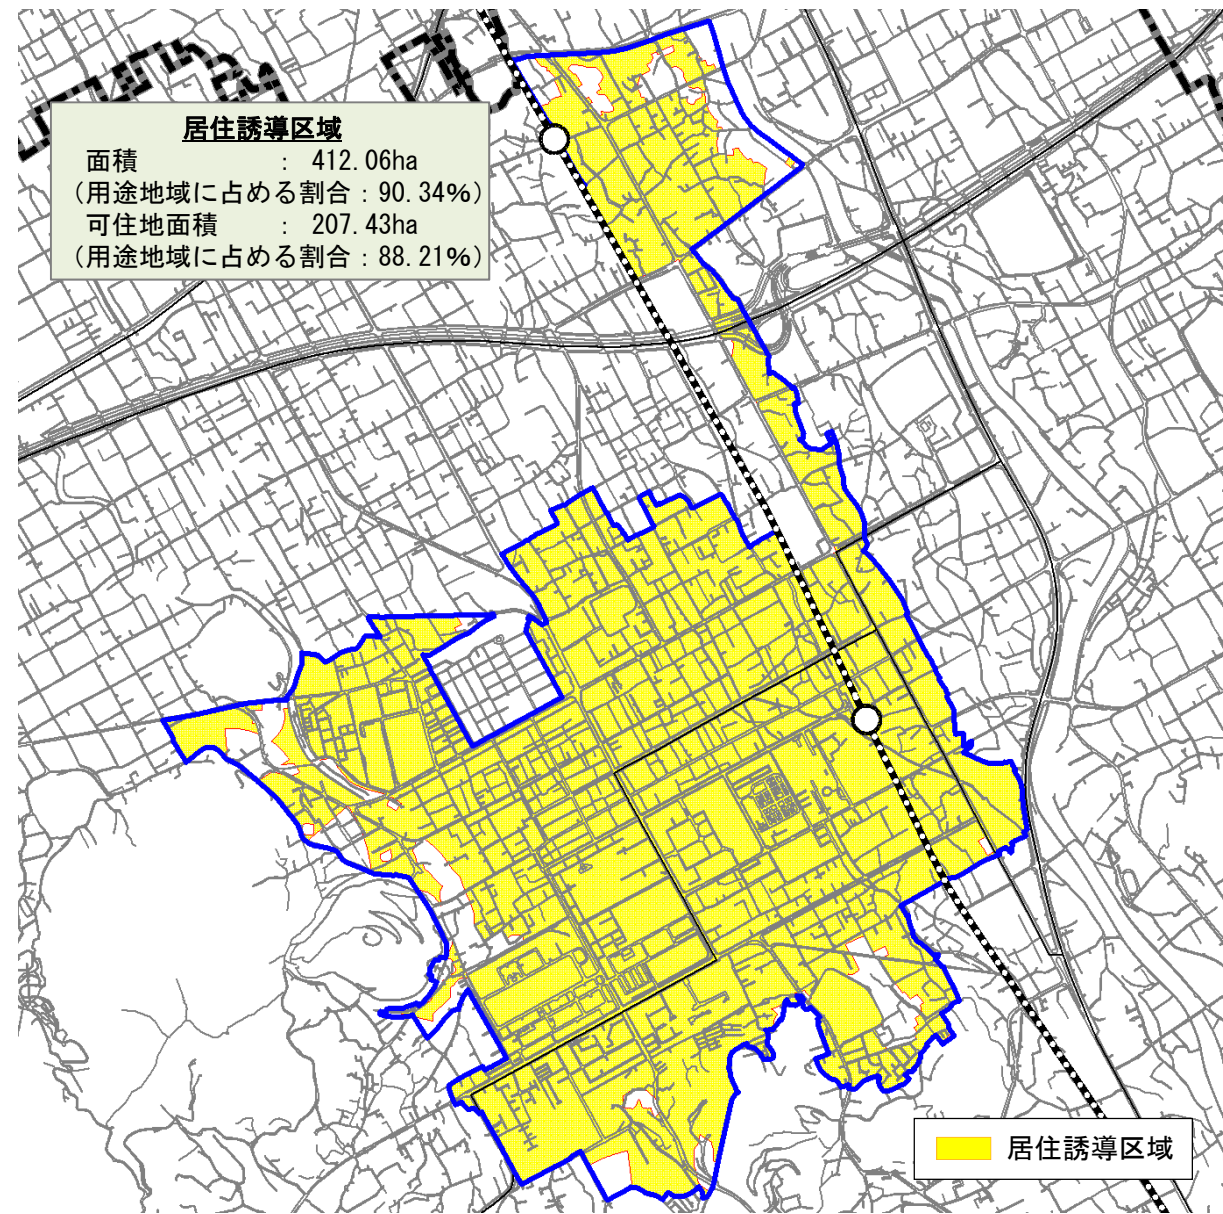 居住誘導区域
面積 : 412.06ha
(用途地域に占める割合:90.34%)
可住地面積 : 207.43ha
(用途地域に占める割合:88.21%)
居住誘導区域